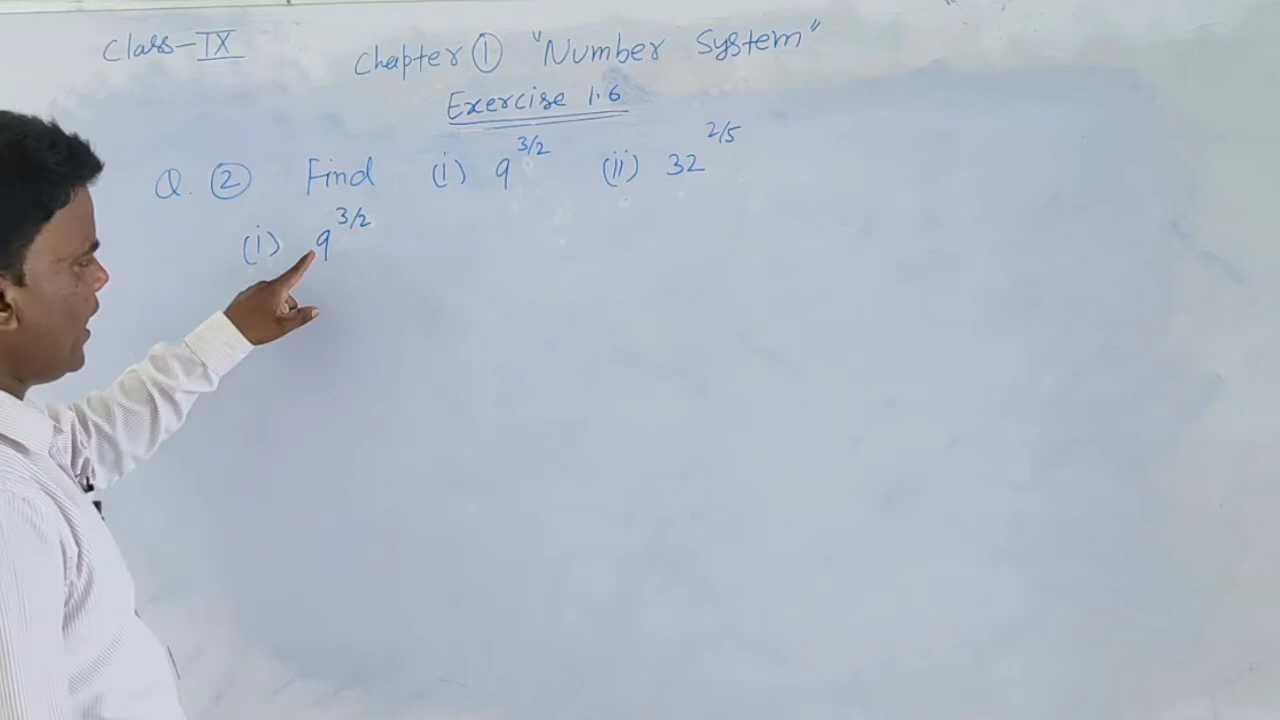 Class-IX
Chapter ① "Number System"
Exercise 1.6
Q. ② Find (i) 9^3/2 (ii) 32^2/5
(i) 9^3/2